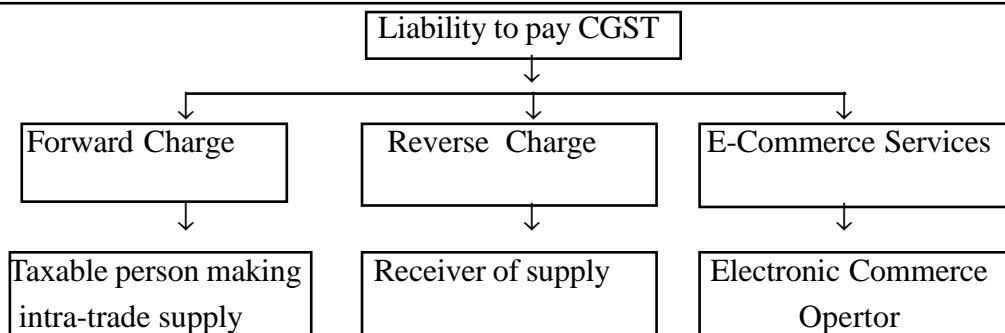 Liability to pay CGST
Forward Charge
Reverse Charge
E-Commerce Services
Taxable person making
intra-trade supply
Receiver of supply
Electronic Commerce
Opertor